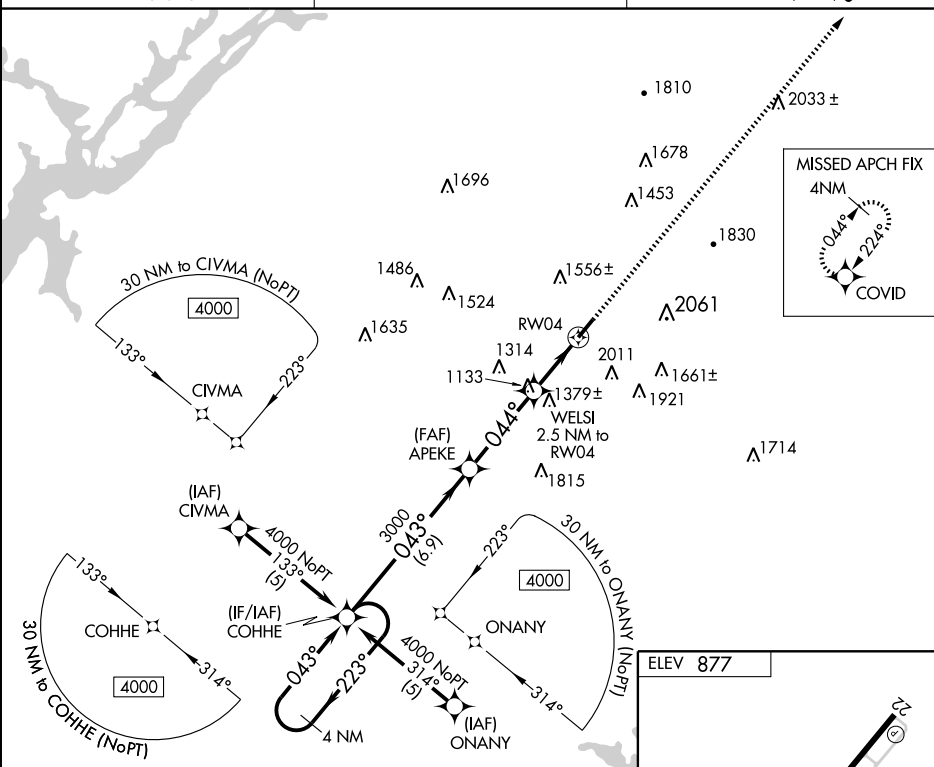 1810
2033 ±
1678
1696
1453
MISSED APCH FIX
4NM
044°
224°
COVID
1830
30 NM to CIVMA (NoPT)
4000
133°
223°
CIVMA
1486
1524
1556±
1635
RW04
2061
1314
2011
1133
1661±
1379±
1921
WELSI
2.5 NM to
RW04
044°
(FAF)
APEKE
1815
1714
(IAF)
CIVMA
4000 NoPT
133°
(5)
3000
043°
(6.9)
30 NM to ONANY (NoPT)
223°
4000
ONANY
314°
133°
COHHE
314°
4000
30 NM to COHHE (NoPT)
(IF/IAF)
COHHE
043°
223°
4 NM
4000 NoPT
314°
(5)
(IAF)
ONANY
ELEV 877
22
P